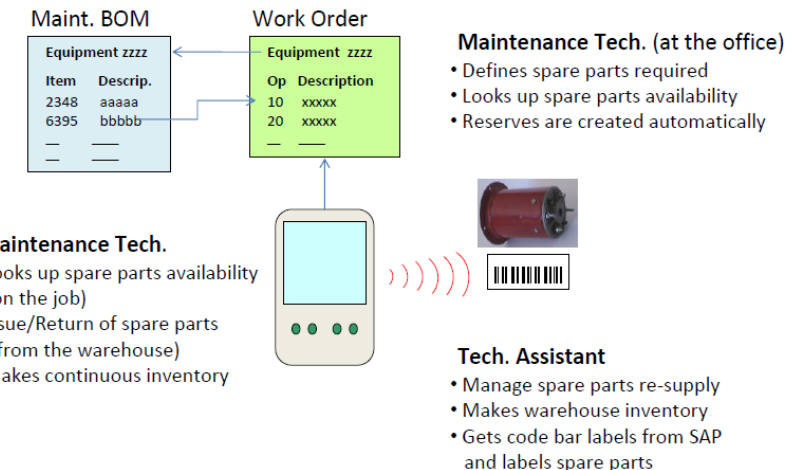 Maint. BOM
Equipment zzzz
Item Descrip.
2348 aaaaa
6395 bbbbb
Work Order
Equipment zzzz
Op Description
10 xxxxx
20 xxxxx
Maintenance Tech. (at the office)
• Defines spare parts required
• Looks up spare parts availability
• Reserves are created automatically
aintenance Tech.
ooks up spare parts availability
on the job)
sue/Return of spare parts
from the warehouse)
akes continuous inventory
Tech. Assistant
• Manage spare parts re-supply
• Makes warehouse inventory
• Gets code bar labels from SAP
and labels spare parts